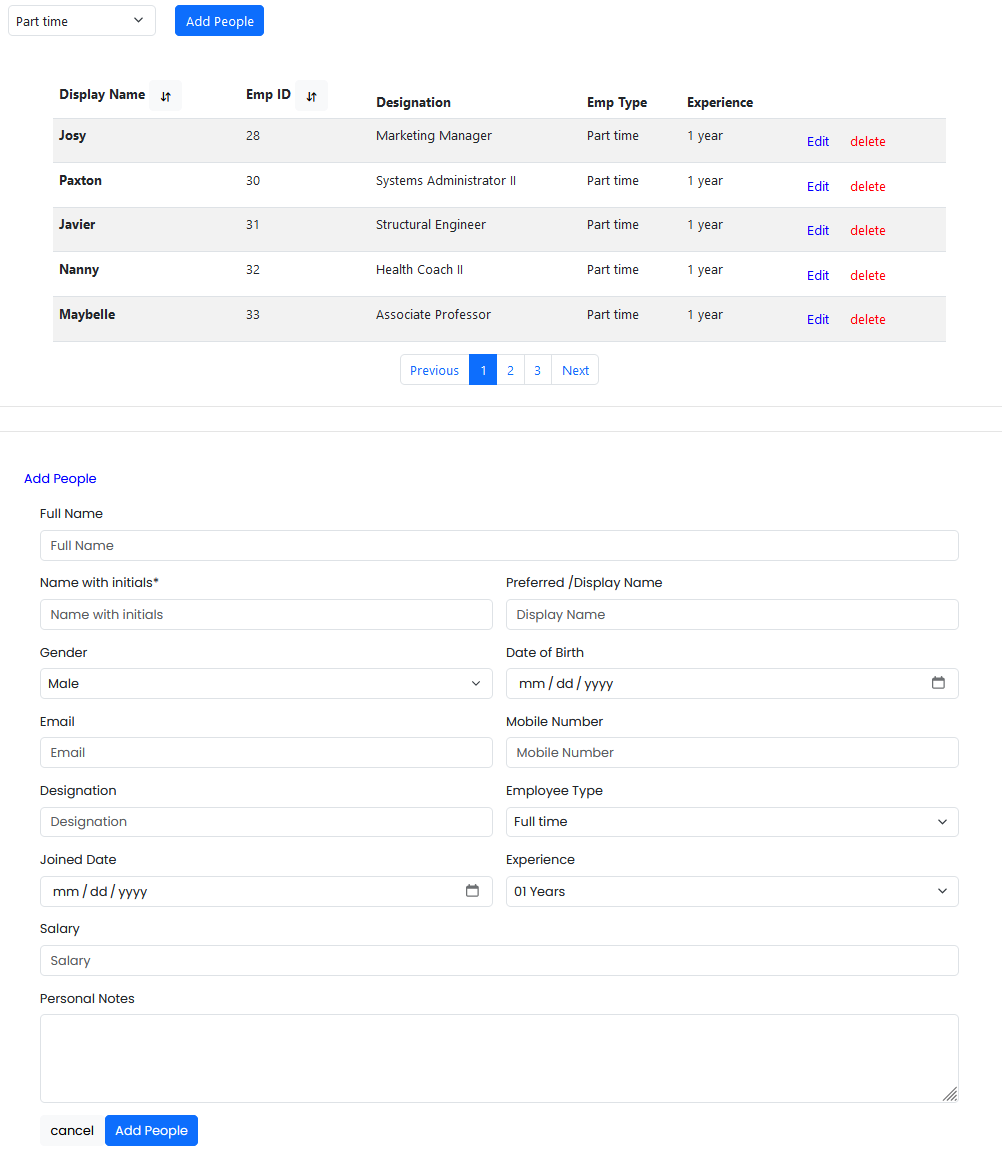 Part time Add People
Display Name Emp ID Designation Emp Type Experience
Josy 28 Marketing Manager Part time 1 year Edit delete
Paxton 30 Systems Administrator II Part time 1 year Edit delete
Javier 31 Structural Engineer Part time 1 year Edit delete
Nanny 32 Health Coach II Part time 1 year Edit delete
Maybelle 33 Associate Professor Part time 1 year Edit delete
Previous 1 2 3 Next
Add People
Full Name
Full Name
Name with initials* Preferred /Display Name
Name with initials Display Name
Gender Date of Birth
Male mm / dd / yyyy
Email Mobile Number
Email Mobile Number
Designation Employee Type
Designation Full time
Joined Date Experience
mm / dd / yyyy 01 Years
Salary
Salary
Personal Notes
cancel Add People